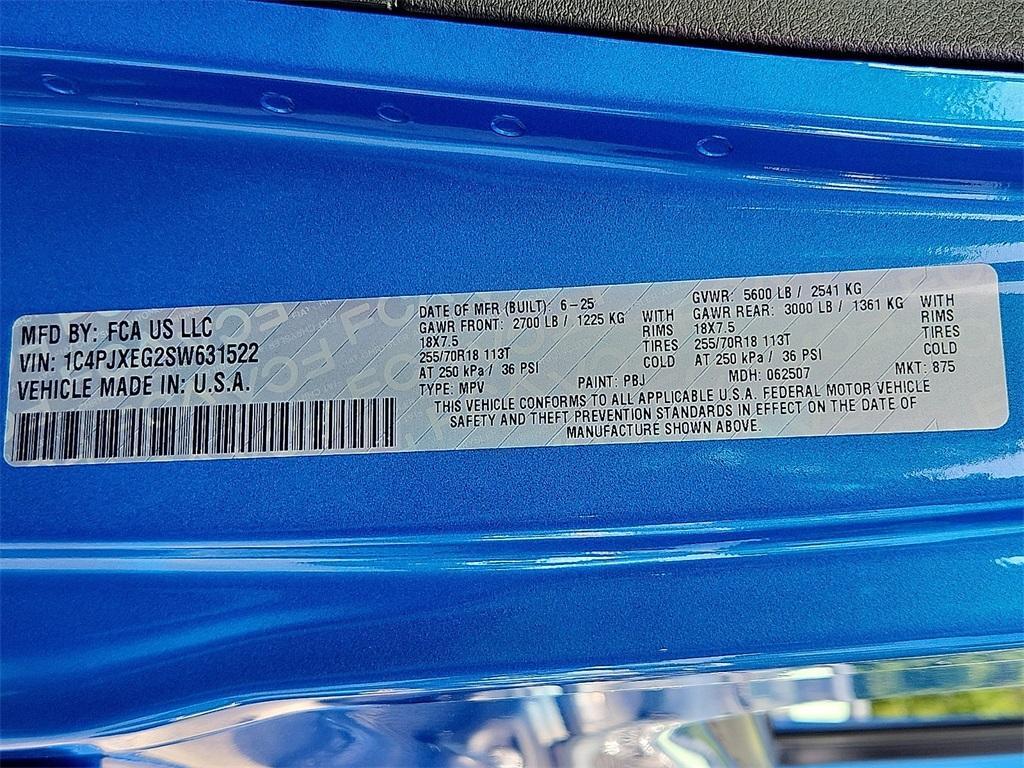 MFD BY: FCA US LLC
VIN: 1C4PJXEG2SW631522
VEHICLE MADE IN: U.S.A.
DATE OF MFR (BUILT): 6-25
GAWR FRONT: 2700 LB / 1225 KG WITH
18X7.5 RIMS
255/70R18 113T TIRES
AT 250 kPa / 36 PSI COLD
TYPE: MPV PAINT: PBJ
GVWR: 5600 LB / 2541 KG
GAWR REAR: 3000 LB / 1361 KG WITH
18X7.5 RIMS
255/70R18 113T TIRES
AT 250 kPa / 36 PSI COLD
MDH: 062507 MKT: 875
THIS VEHICLE CONFORMS TO ALL APPLICABLE U.S.A. FEDERAL MOTOR VEHICLE
SAFETY AND THEFT PREVENTION STANDARDS IN EFFECT ON THE DATE OF
MANUFACTURE SHOWN ABOVE.